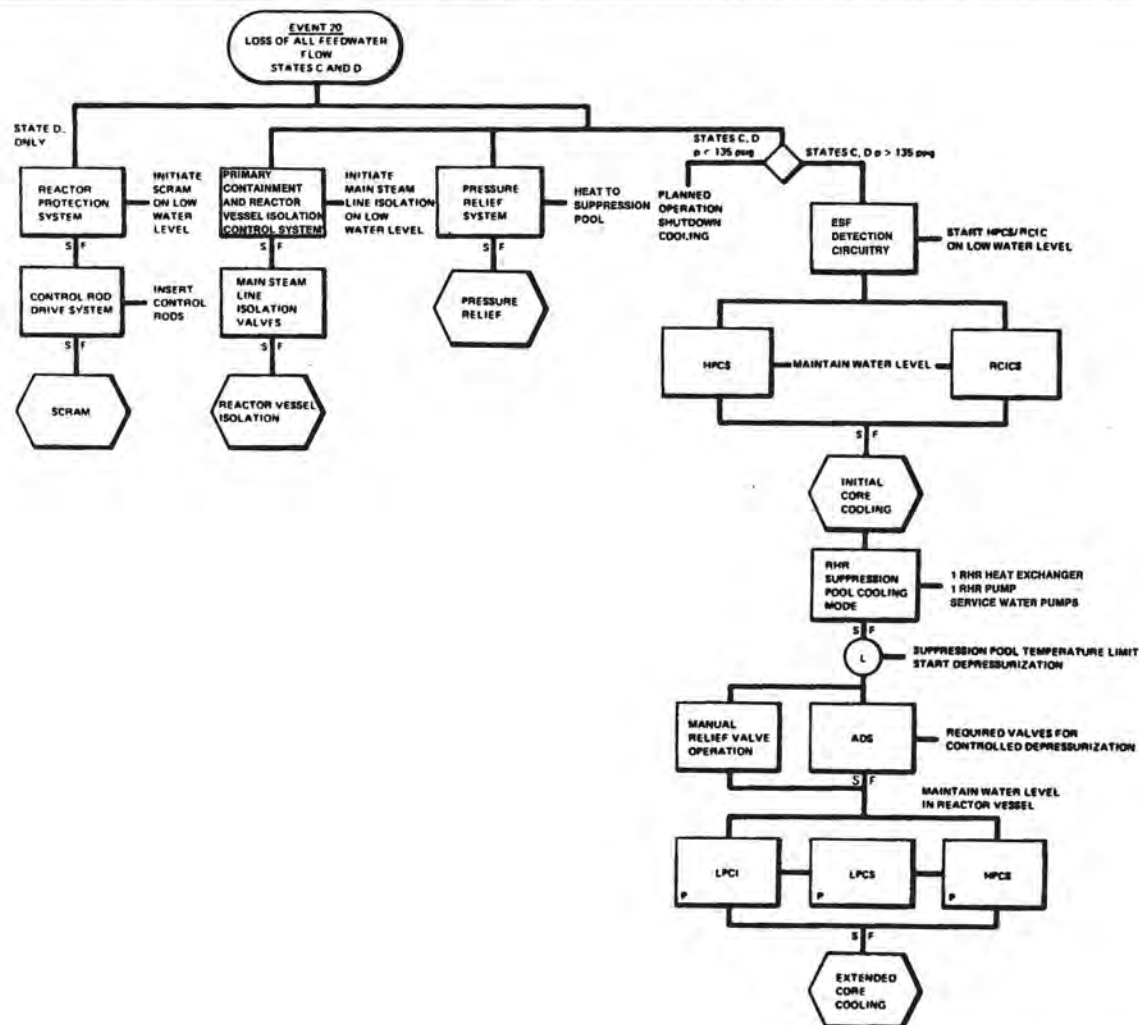 EVENT 20
LOSS OF ALL FEEDWATER
FLOW
STATES C AND D
STATE D,
ONLY
REACTOR
PROTECTION
SYSTEM
INITIATE
SCRAM
ON LOW
WATER
LEVEL
S F
CONTROL ROD
DRIVE SYSTEM
INSERT
CONTROL
RODS
S F
SCRAM
PRIMARY
CONTAINMENT
AND REACTOR
VESSEL ISOLATION
CONTROL SYSTEM
INITIATE
MAIN STEAM
LINE ISOLATION
ON LOW
WATER LEVEL
S F
MAIN STEAM
LINE
ISOLATION
VALVES
S F
REACTOR VESSEL
ISOLATION
PRESSURE
RELIEF
SYSTEM
HEAT TO
SUPPRESSION
POOL
S F
PRESSURE
RELIEF
STATES C, D
p < 135 psig
PLANNED
OPERATION
SHUTDOWN
COOLING
STATES C, D p > 135 psig
ESF
DETECTION
CIRCUITRY
START HPCS/RCIC
ON LOW WATER LEVEL
HPCS
MAINTAIN WATER LEVEL
RCICS
S F
INITIAL
CORE
COOLING
RHR
SUPPRESSION
POOL COOLING
MODE
1 RHR HEAT EXCHANGER
1 RHR PUMP
SERVICE WATER PUMPS
S F
L
SUPPRESSION POOL TEMPERATURE LIMIT
START DEPRESSURIZATION
MANUAL
RELIEF VALVE
OPERATION
ADS
REQUIRED VALVES FOR
CONTROLLED DEPRESSURIZATION
S F
MAINTAIN WATER LEVEL
IN REACTOR VESSEL
LPCI
P
LPCS
P
HPCS
P
S F
EXTENDED
CORE
COOLING